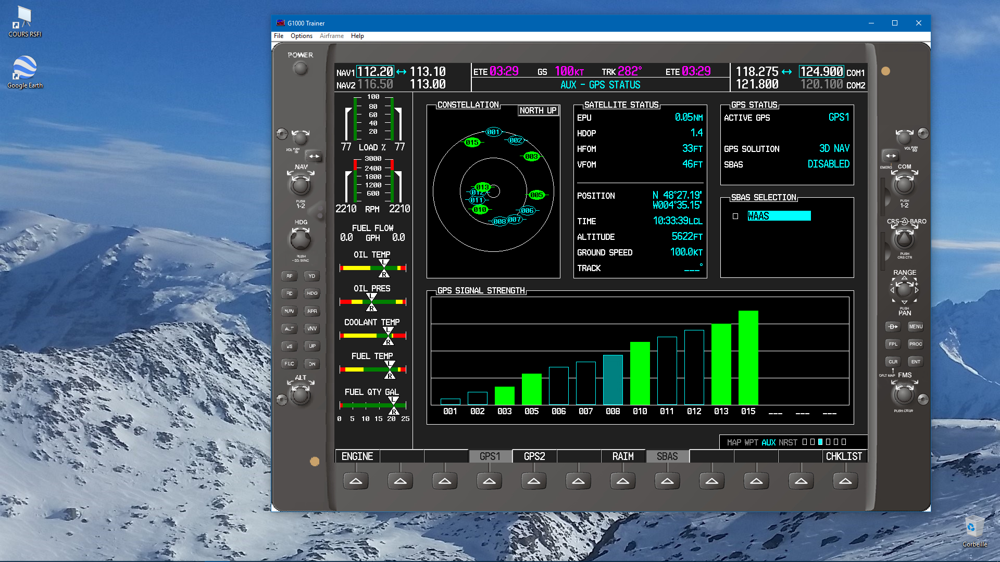 COURS RSFI
Google Earth
G1000 Trainer
File Options Airframe Help
POWER
NAV1 112.20 ↔ 113.10
NAV2 116.50 113.00
ETE 03:29 GS 100KT TRK 282° ETE 03:29
AUX - GPS STATUS
118.275 ↔ 124.900 COM1
121.800 120.100 COM2
100
80
60
40
20
77 LOAD % 77
3000
2400
1800
1200
600
2210 RPM 2210
FUEL FLOW
0.0 GPH 0.0
OIL TEMP
L
R
OIL PRES
L
R
COOLANT TEMP
L
R
FUEL TEMP
L
R
FUEL QTY GAL
L
R
0 5 10 15 20 25
CONSTELLATION
NORTH UP
001
002
015
003
013
012
011
005
010
006
007
008
SATELLITE STATUS
EPU 0.05NM
HDOP 1.4
HFOM 33FT
VFOM 46FT
POSITION N 48°27.19'
W004°35.15'
TIME 10:33:39LCL
ALTITUDE 5622FT
GROUND SPEED 100.0KT
TRACK ___°
GPS STATUS
ACTIVE GPS GPS1
GPS SOLUTION 3D NAV
SBAS DISABLED
SBAS SELECTION
WAAS
GPS SIGNAL STRENGTH
001 002 003 005 006 007 008 010 011 012 013 015 ___ ___ ___
MAP WPT AUX NRST
ENGINE GPS1 GPS2 RAIM SBAS CHKLIST
NAV
PUSH
1-2
HDG
PUSH
AP YD
FD HDG
NAV APR
ALT VNV
VS UP
FLC DN
ALT
VOL PUSH SQ
EMERG
COM
PUSH
1-2
CRS BARO
PUSH
CRS CTR
RANGE
- +
PUSH
PAN
D MENU
FPL PROC
CLR ENT
DFLT MAP FMS
PUSH CRSR
Corbeille